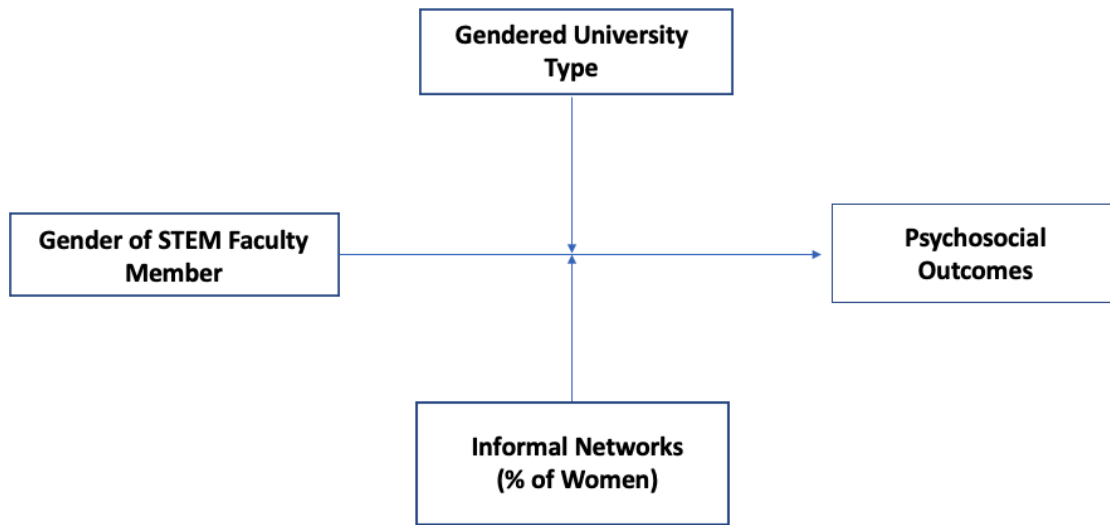 Gendered University
Type
Gender of STEM Faculty
Member
Psychosocial
Outcomes
Informal Networks
(% of Women)